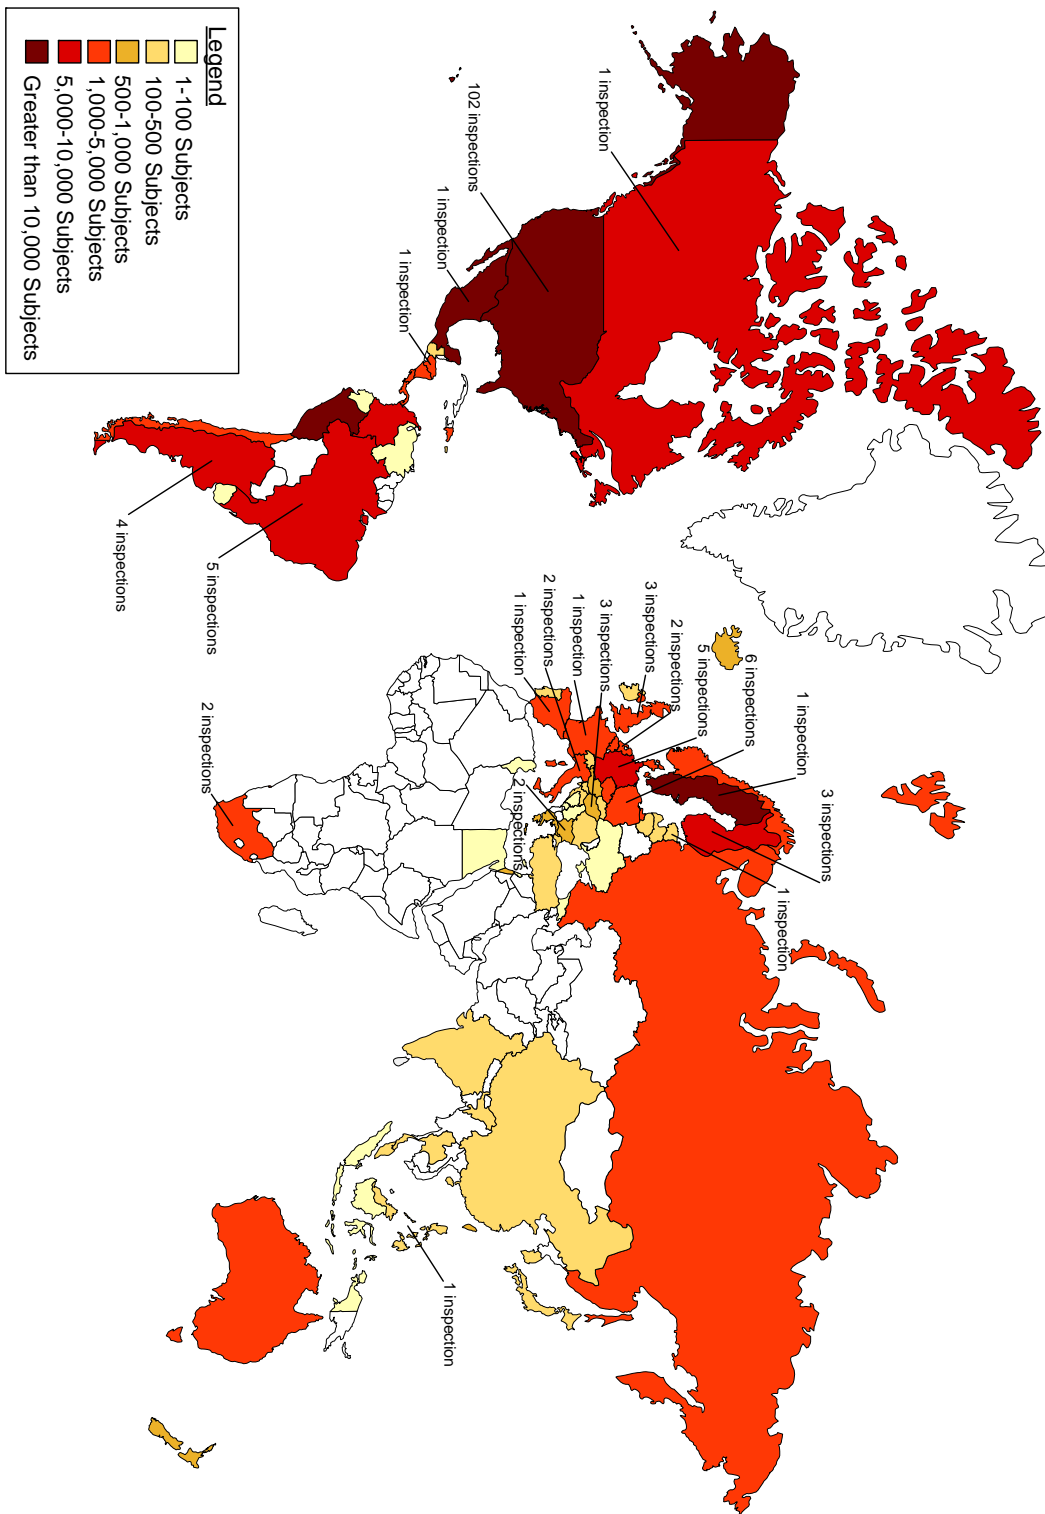 1 inspection
102 inspections
1 inspection
1 inspection
4 inspections
5 inspections
1 inspection
2 inspections
1 inspection
3 inspections
3 inspections
2 inspections
5 inspections
6 inspections
1 inspection
3 inspections
1 inspection
2 inspections
2 inspections
1 inspection
Legend
1-100 Subjects
100-500 Subjects
500-1,000 Subjects
1,000-5,000 Subjects
5,000-10,000 Subjects
Greater than 10,000 Subjects